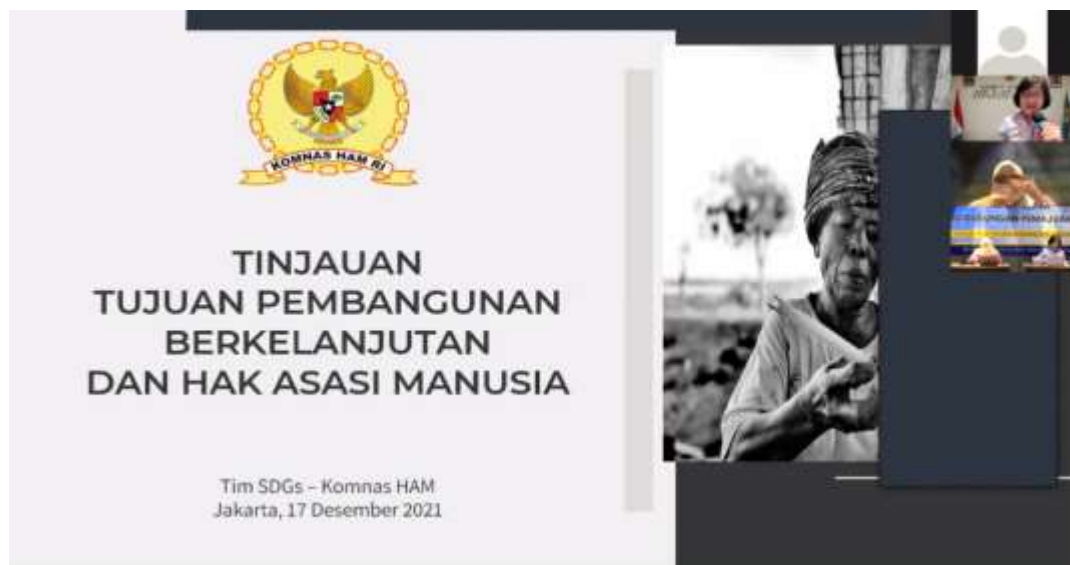 KOMNAS HAM RI
TINJAUAN
TUJUAN PEMBANGUNAN
BERKELANJUTAN
DAN HAK ASASI MANUSIA
Tim SDGs – Komnas HAM
Jakarta, 17 Desember 2021